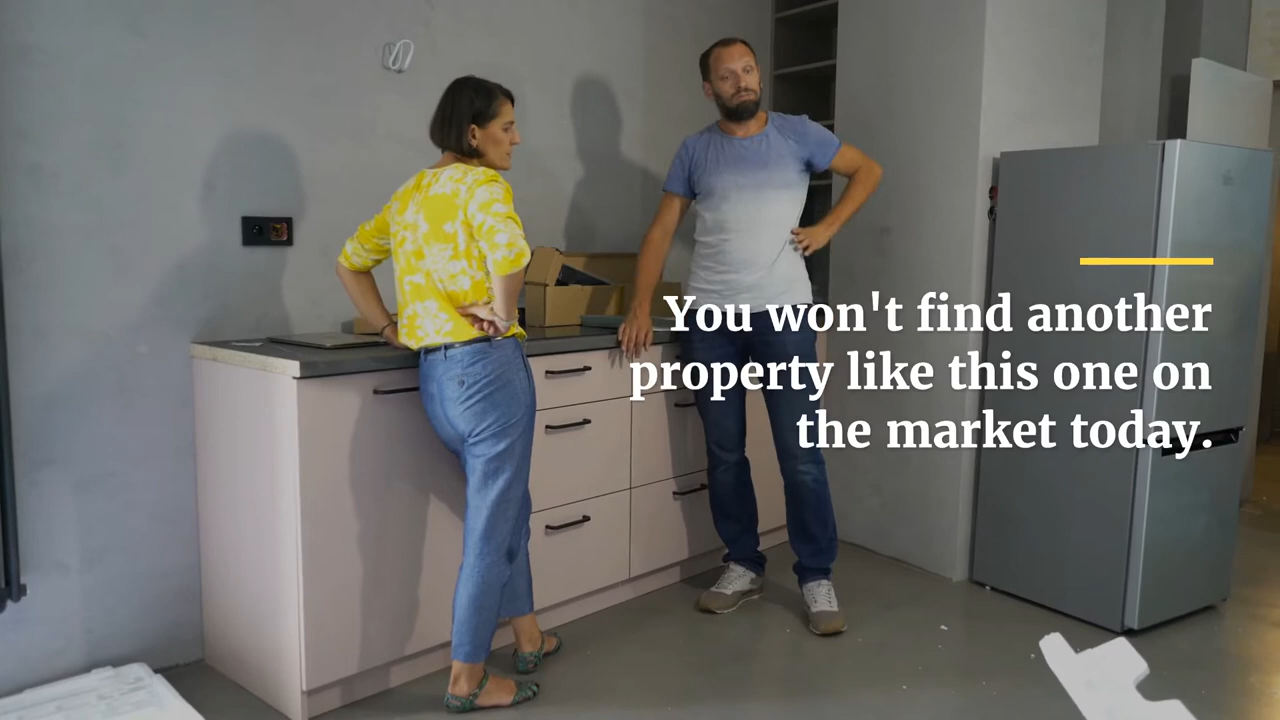 You won't find another
property like this one on
the market today.